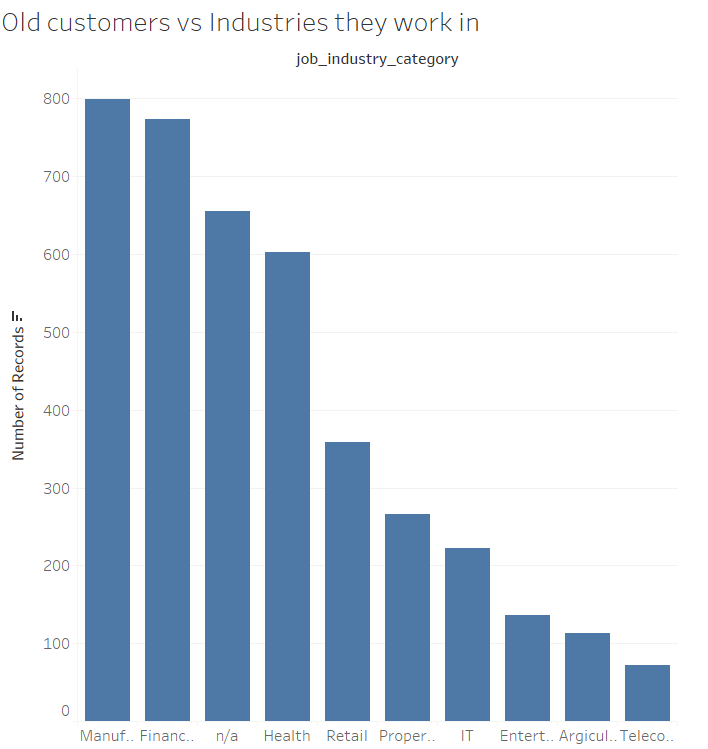 Old customers vs Industries they work in
job_industry_category
800
700
600
500
400
300
200
100
0
Number of Records
Manuf.. Financ.. n/a Health Retail Proper.. IT Entert.. Argicul.. Teleco..